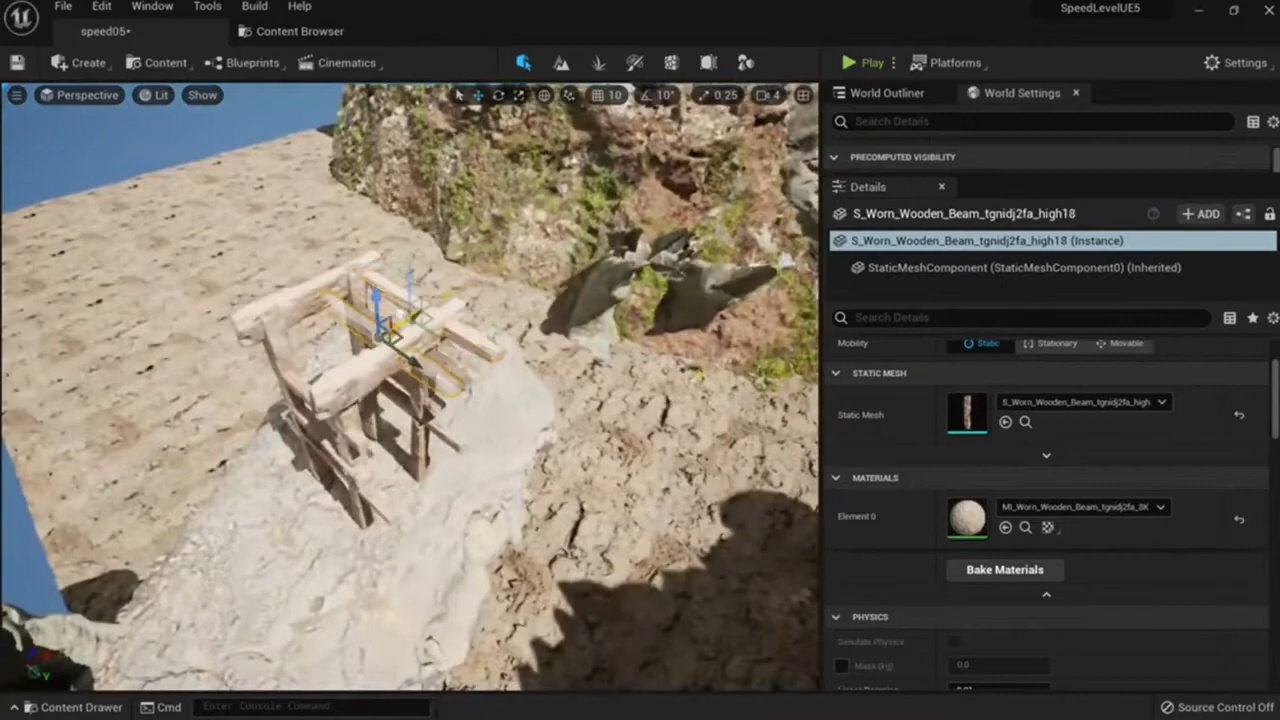 File Edit Window Tools Build Help SpeedLevelUE5
speed05• Content Browser
Create Content Blueprints Cinematics Play Platforms Settings
Perspective Lit Show 10 10° 0.25 4
World Outliner World Settings
Search Details
PRECOMPUTED VISIBILITY
Details
S_Worn_Wooden_Beam_tgnidj2fa_high18 ADD
S_Worn_Wooden_Beam_tgnidj2fa_high18 (Instance)
StaticMeshComponent (StaticMeshComponent0) (Inherited)
Search Details
Mobility Static Stationary Movable
STATIC MESH
Static Mesh S_Worn_Wooden_Beam_tgnidj2fa_high
MATERIALS
Element 0 MI_Worn_Wooden_Beam_tgnidj2fa_8K
Bake Materials
PHYSICS
Simulate Physics
Mass (kg) 0.0
Y
Content Drawer Cmd Enter Console Command Source Control Off